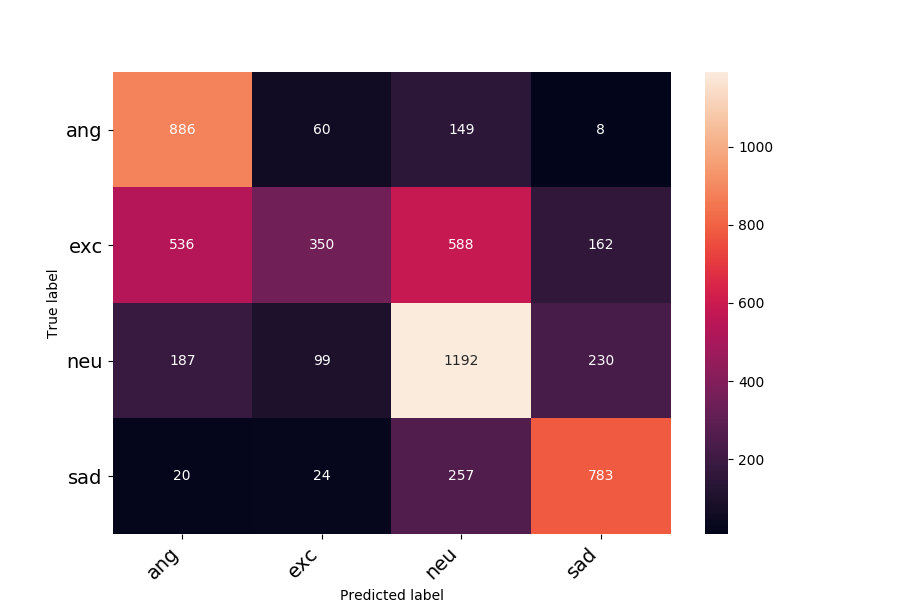 ang 886 60 149 8
exc 536 350 588 162
neu 187 99 1192 230
sad 20 24 257 783
ang exc neu sad
Predicted label
True label
1000
800
600
400
200